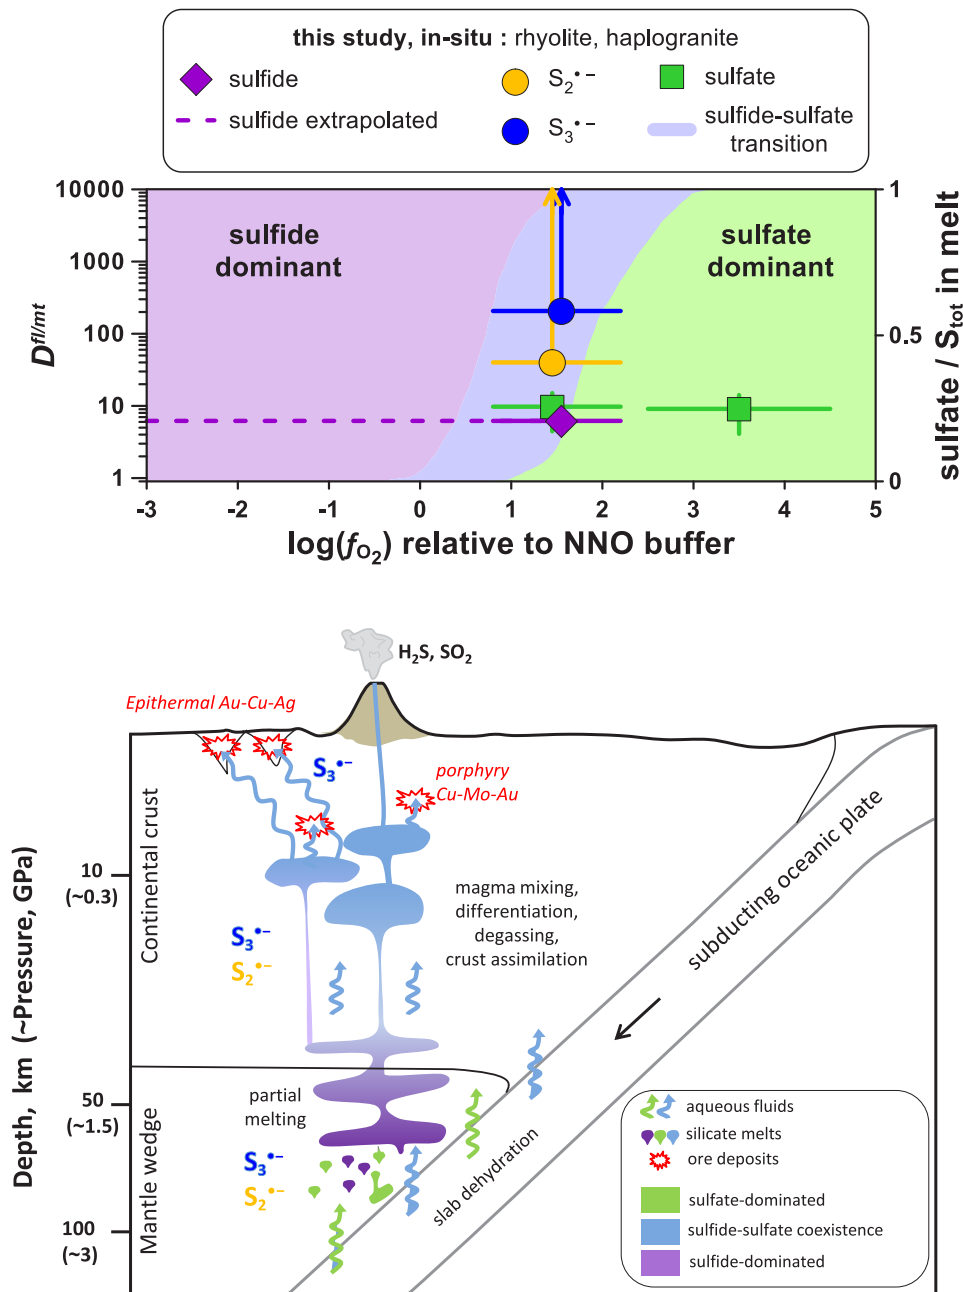 this study, in-situ : rhyolite, haplogranite
sulfide
S2•−
sulfate
sulfide extrapolated
S3•−
sulfide-sulfate
transition
10000
1000
100
10
1
D^fl/mt
sulfide
dominant
sulfate
dominant
1
0.5
0
sulfate / Stot in melt
-3 -2 -1 0 1 2 3 4 5
log(fO2) relative to NNO buffer
H2S, SO2
Epithermal Au-Cu-Ag
S3•−
porphyry
Cu-Mo-Au
Depth, km (~Pressure, GPa)
Continental crust
10
(~0.3)
magma mixing,
differentiation,
degassing,
crust assimilation
subducting oceanic plate
S3•−
S2•−
50
(~1.5)
Mantle wedge
partial
melting
S3•−
S2•−
slab dehydration
100
(~3)
aqueous fluids
silicate melts
ore deposits
sulfate-dominated
sulfide-sulfate coexistence
sulfide-dominated